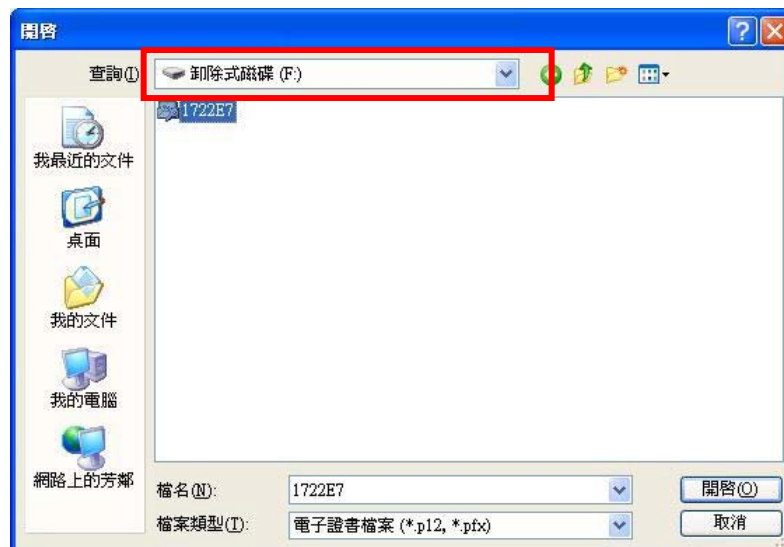 開啓
查詢(I)
卸除式磁碟 (F:)
我最近的文件
桌面
我的文件
我的電腦
網路上的芳鄰
1722E7
檔名(N):
1722E7
開啓(O)
檔案類型(T):
電子證書檔案 (*.p12, *.pfx)
取消